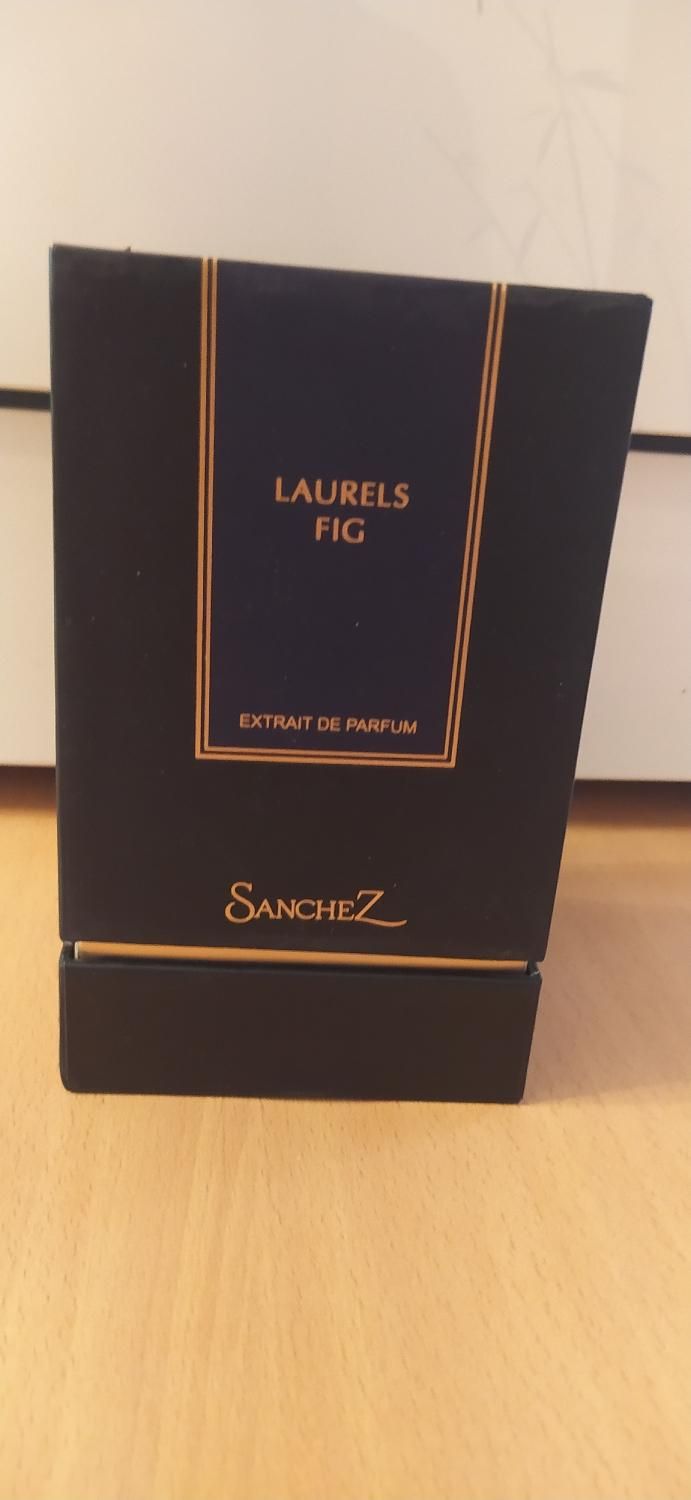 LAURELS
FIG
EXTRAIT DE PARFUM
SANCHEZ